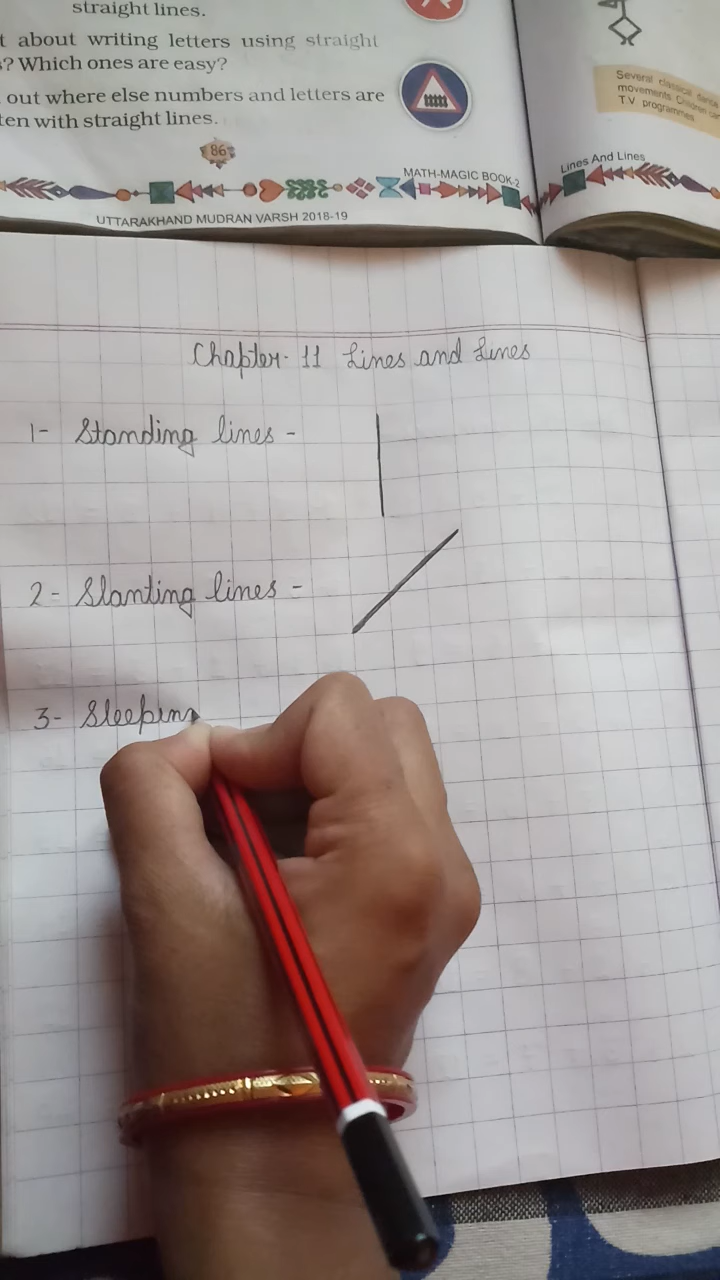 straight lines.
t about writing letters using straight
s? Which ones are easy?
out where else numbers and letters are
ten with straight lines.
86
MATH-MAGIC BOOK-2
UTTARAKHAND MUDRAN VARSH 2018-19
Several classical dance
movements. Children can
T.V programmes
Lines And Lines
Chapter- 11 Lines and Lines
1- Standing lines -
2- Slanting lines -
3- Sleeping